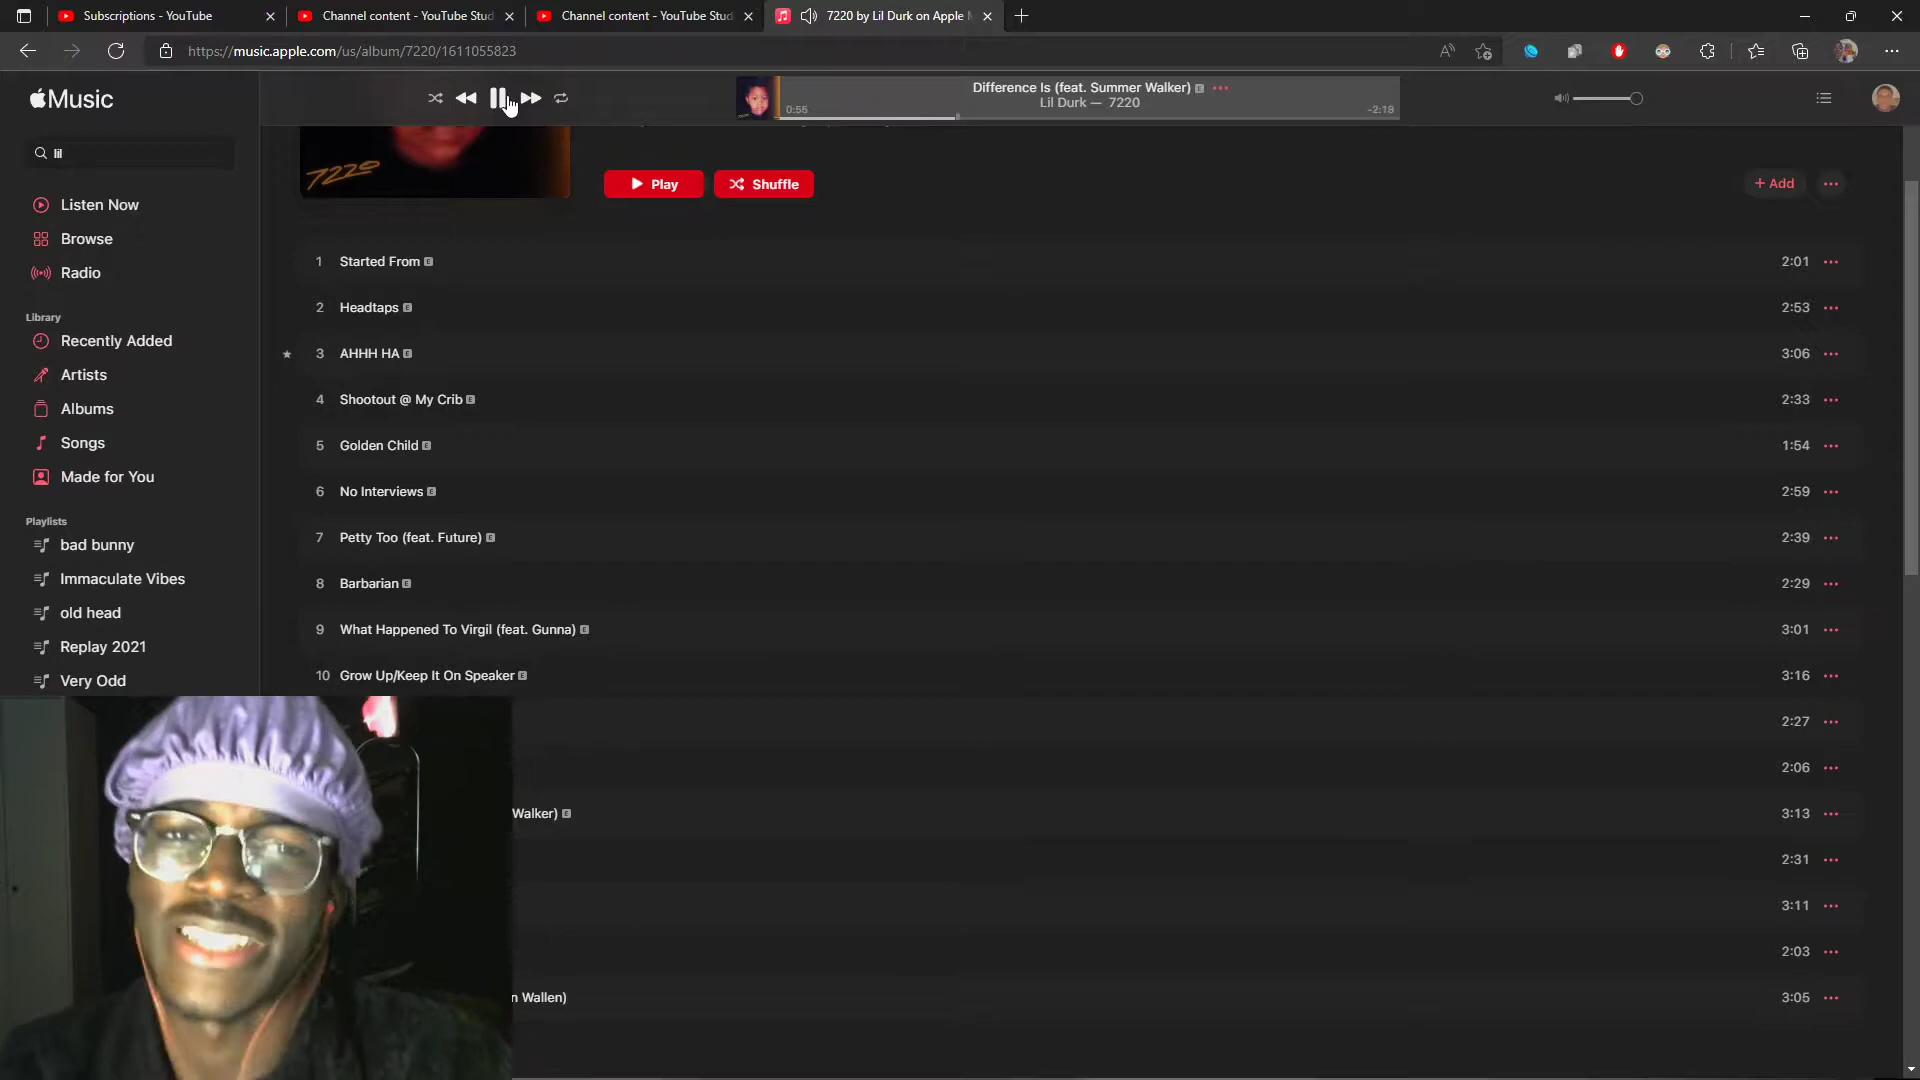 Subscriptions - YouTube
Channel content - YouTube Stud
Channel content - YouTube Stud
7220 by Lil Durk on Apple M
https://music.apple.com/us/album/7220/1611055823
Music
Difference Is (feat. Summer Walker) E
Lil Durk — 7220
0:55
-2:18
lil
7220
Play
Shuffle
+ Add
Listen Now
Browse
Radio
Library
Recently Added
Artists
Albums
Songs
Made for You
Playlists
bad bunny
Immaculate Vibes
old head
Replay 2021
Very Odd
1 Started From E 2:01
2 Headtaps E 2:53
3 AHHH HA E 3:06
4 Shootout @ My Crib E 2:33
5 Golden Child E 1:54
6 No Interviews E 2:59
7 Petty Too (feat. Future) E 2:39
8 Barbarian E 2:29
9 What Happened To Virgil (feat. Gunna) E 3:01
10 Grow Up/Keep It On Speaker E 3:16
2:27
2:06
Walker) E 3:13
2:31
3:11
2:03
n Wallen) 3:05